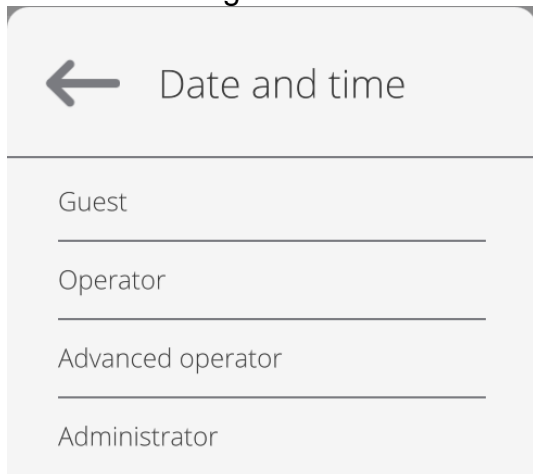 Date and time
Guest
Operator
Advanced operator
Administrator